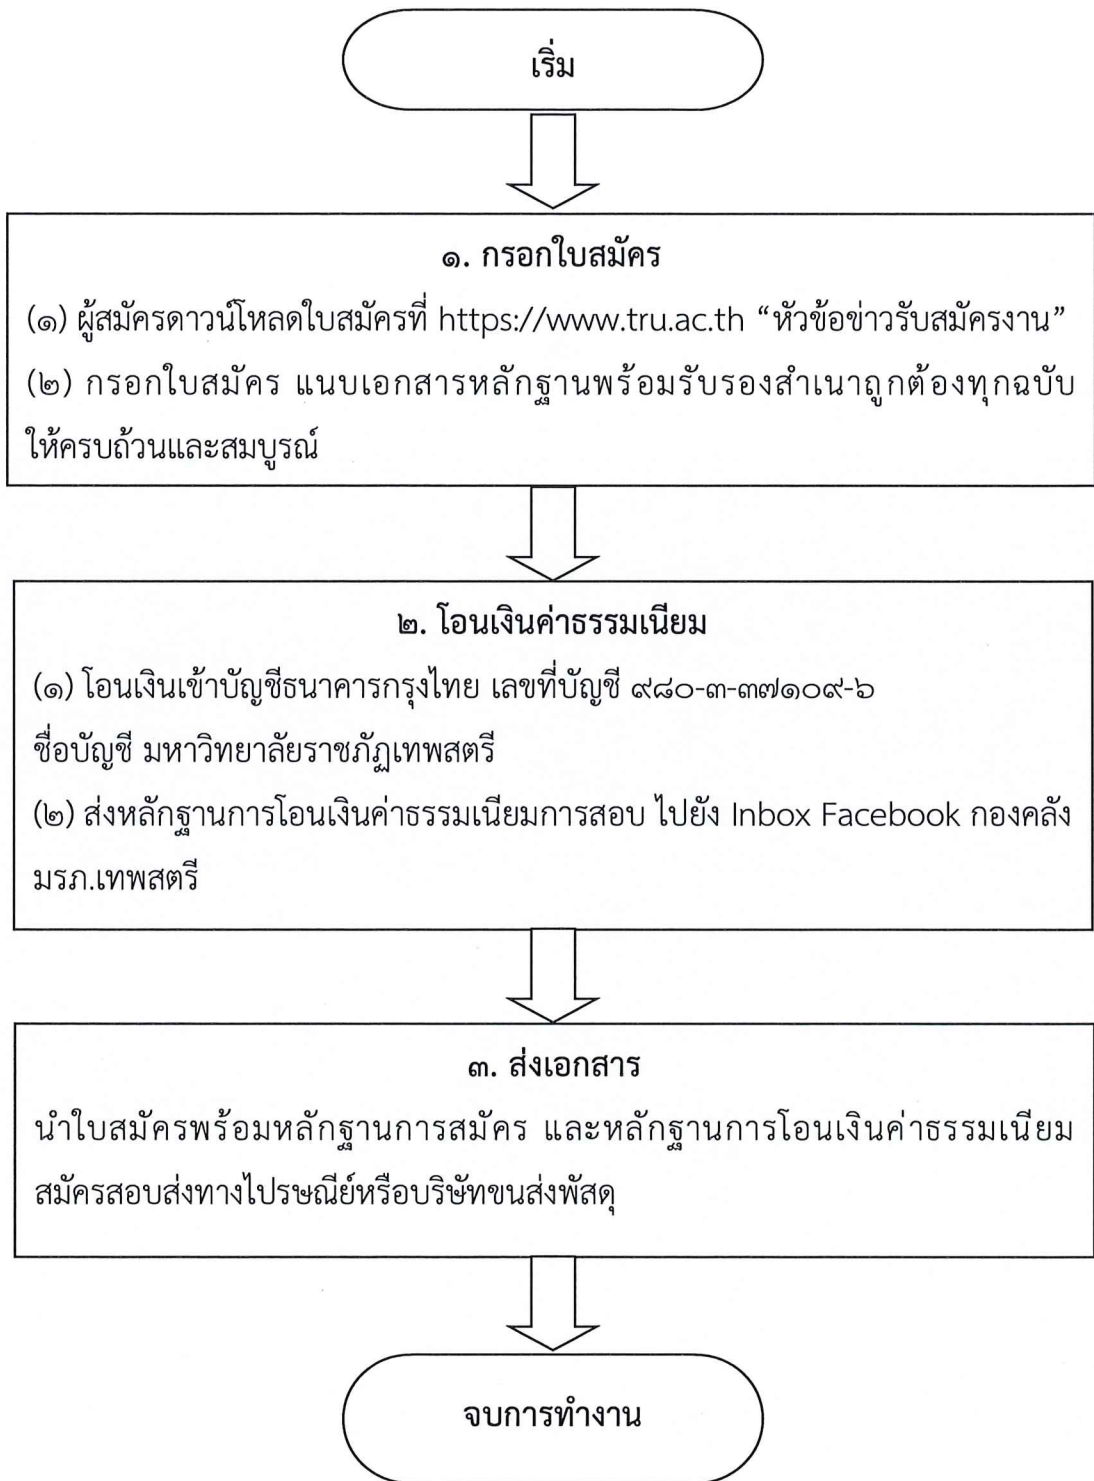 เริ่ม
๑. กรอกใบสมัคร
(๑) ผู้สมัครดาวน์โหลดใบสมัครที่ https://www.tru.ac.th “หัวข้อข่าวรับสมัครงาน”
(๒) กรอกใบสมัคร แนบเอกสารหลักฐานพร้อมรับรองสำเนาถูกต้องทุกฉบับ
ให้ครบถ้วนและสมบูรณ์
๒. โอนเงินค่าธรรมเนียม
(๑) โอนเงินเข้าบัญชีธนาคารกรุงไทย เลขที่บัญชี ๙๘๐-๓-๓๗๑๐๙-๖
ชื่อบัญชี มหาวิทยาลัยราชภัฏเทพสตรี
(๒) ส่งหลักฐานการโอนเงินค่าธรรมเนียมการสอบ ไปยัง Inbox Facebook กองคลัง
มรภ.เทพสตรี
๓. ส่งเอกสาร
นำใบสมัครพร้อมหลักฐานการสมัคร และหลักฐานการโอนเงินค่าธรรมเนียม
สมัครสอบส่งทางไปรษณีย์หรือบริษัทขนส่งพัสดุ
จบการทำงาน